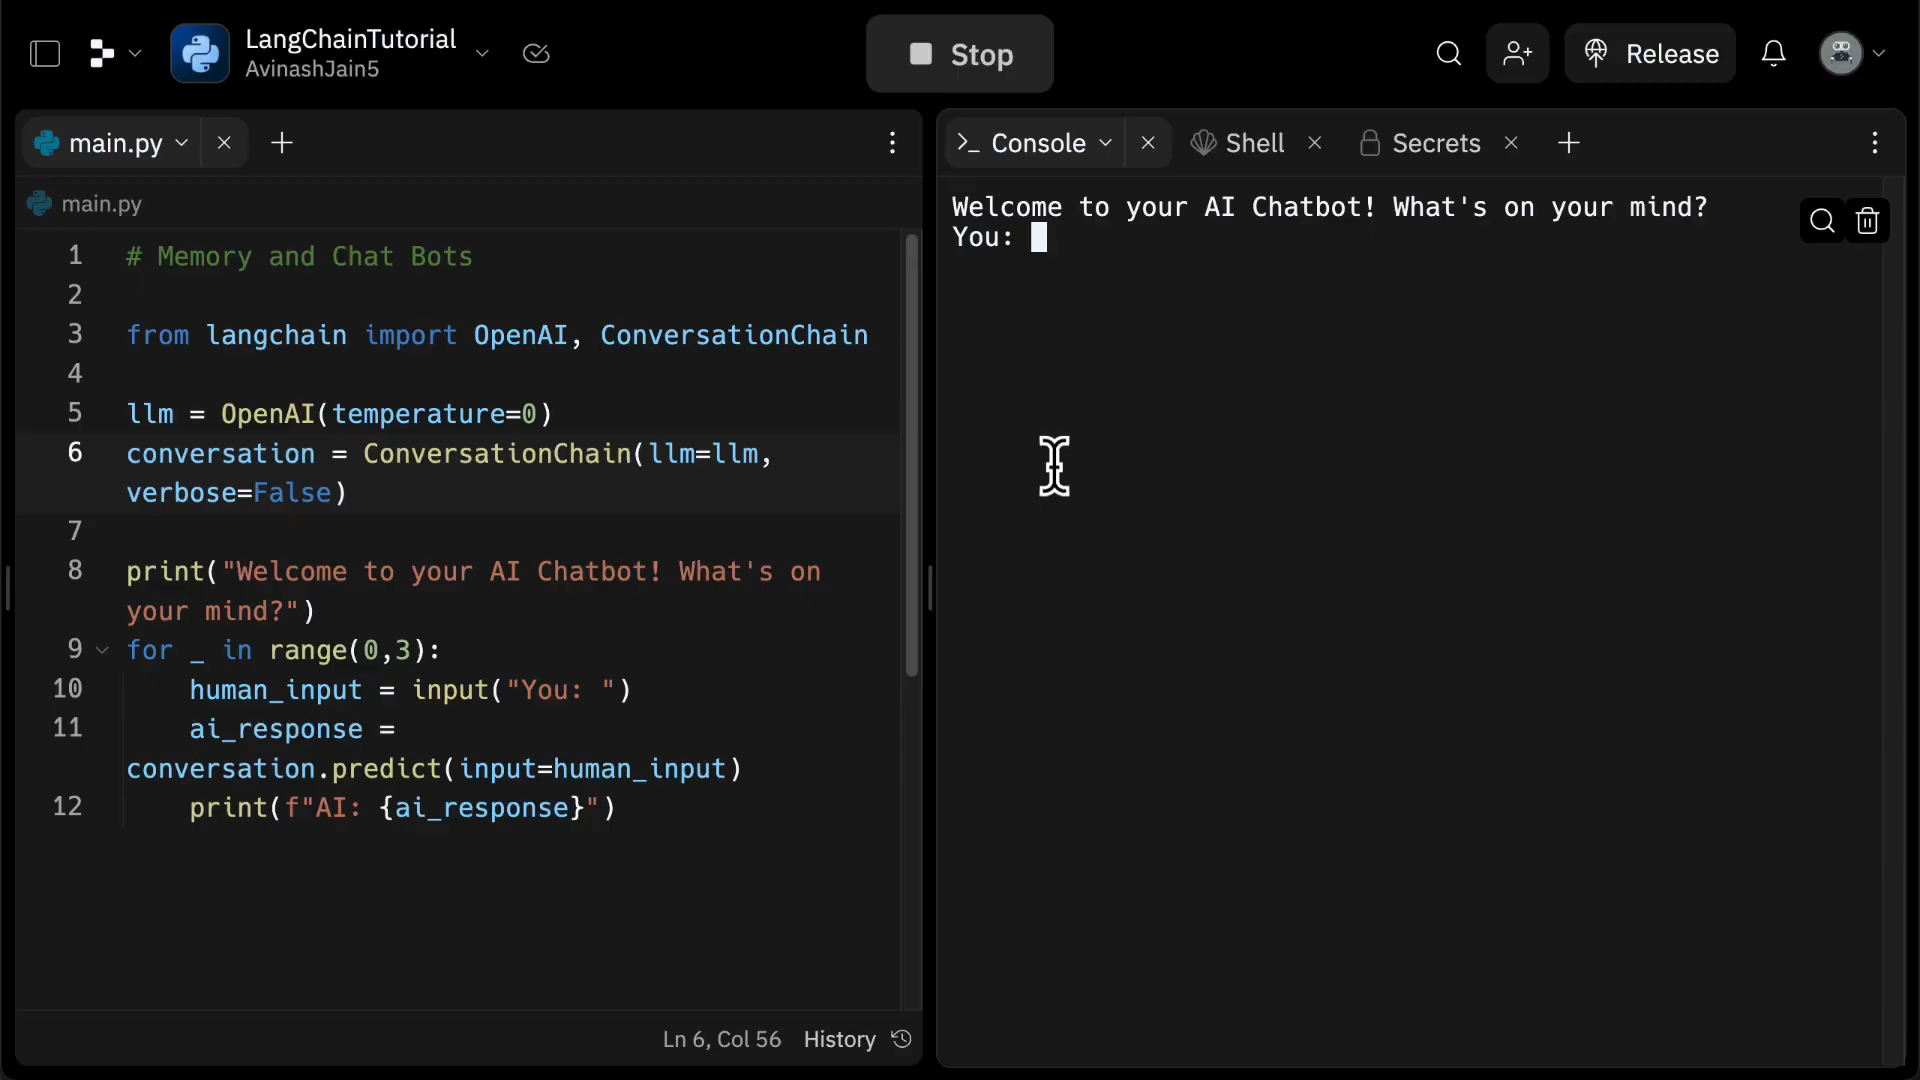 LangChainTutorial
AvinashJain5
Stop
Release
main.py
Console
Shell
Secrets
main.py
1 # Memory and Chat Bots
2
3 from langchain import OpenAI, ConversationChain
4
5 llm = OpenAI(temperature=0)
6 conversation = ConversationChain(llm=llm,
verbose=False)
7
8 print("Welcome to your AI Chatbot! What's on
your mind?")
9 for _ in range(0,3):
10 human_input = input("You: ")
11 ai_response =
conversation.predict(input=human_input)
12 print(f"AI: {ai_response}")
Ln 6, Col 56 History
Welcome to your AI Chatbot! What's on your mind?
You: